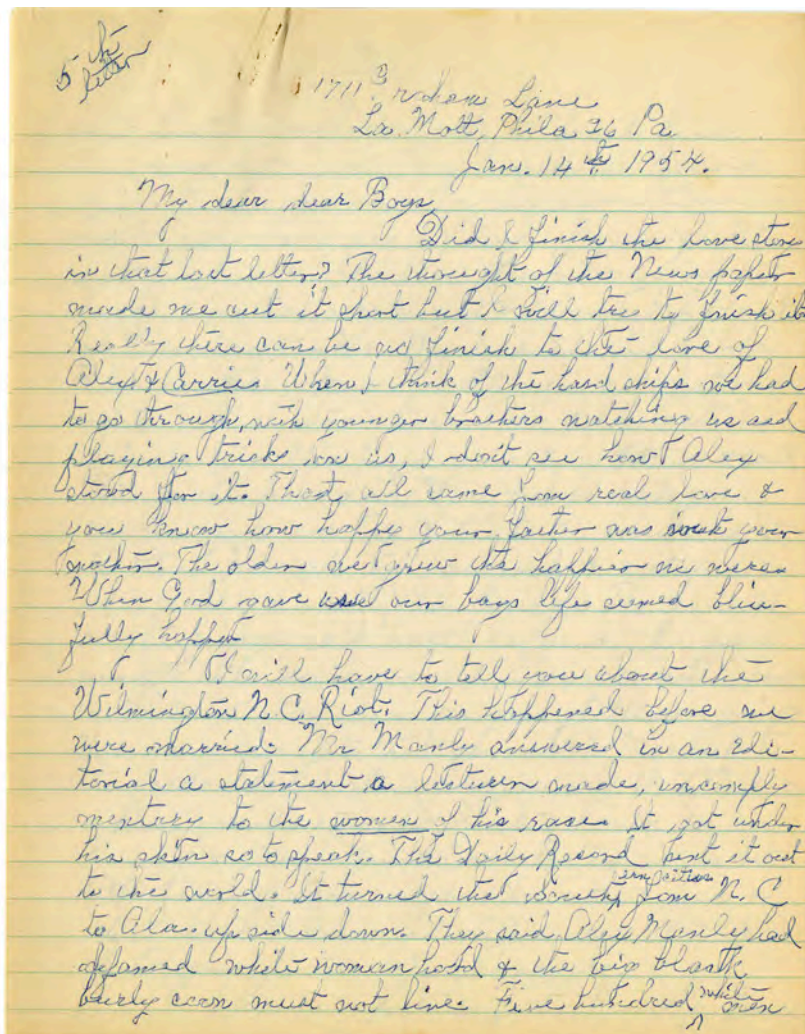 5 th
letter
1711 Graham Lane
La Mott, Phila 26 Pa.
Jan. 14th 1954.
My dear dear Boys,
Did I finish the love store
in that last letter? The thought of the News paper
made me cut it short but I will tre to finish it.
Really there can be no finish to the love of
Alex & Carrie. When I think of the hard ships we had
to go through, with younger brothers watching us and
playing tricks on us, I don't see how Alex
stood for it. That all came from real love &
you know how happy your father was with your
mother. The older we grew the happier we were.
When God gave us our boys life seemed bliss-
fully happy.
I will have to tell you about the
Wilmington N.C. Riot. This happened before we
were married. Mr Manly answered in an edi-
torial a statement, a lecturer made, uncomply
mentary to the women of his race. It got under
his skin so to speak. The Daily Record sent it out
to the world. It turned the southern cities from N. C
to Ala. up side down. They said Alex Manly had
defamed white woman hood & the big black
burly coon must not live. Five hundred white men